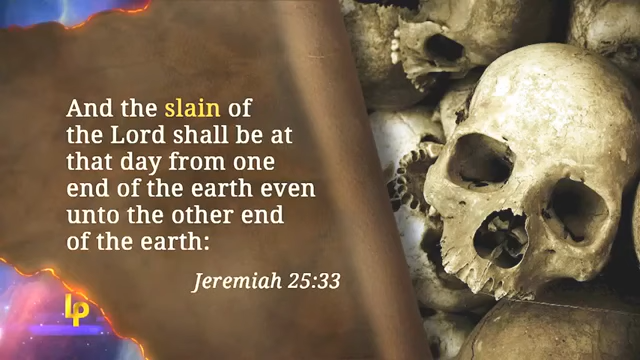 And the slain of
the Lord shall be at
that day from one
end of the earth even
unto the other end
of the earth:
Jeremiah 25:33
Lp